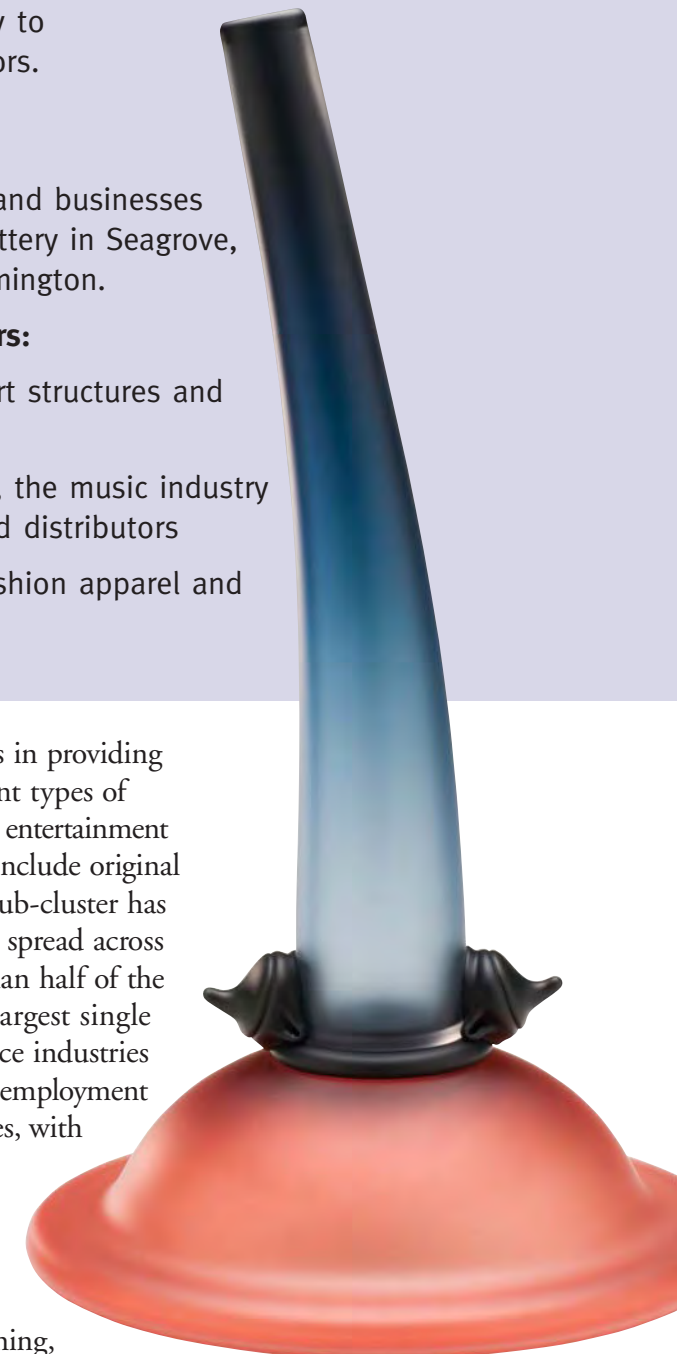 to
ors.
and businesses
ttery in Seagrove,
mington.
rs:
rt structures and
, the music industry
d distributors
shion apparel and
s in providing
nt types of
entertainment
nclude original
ub-cluster has
spread across
an half of the
argest single
ce industries
employment
es, with
ning,